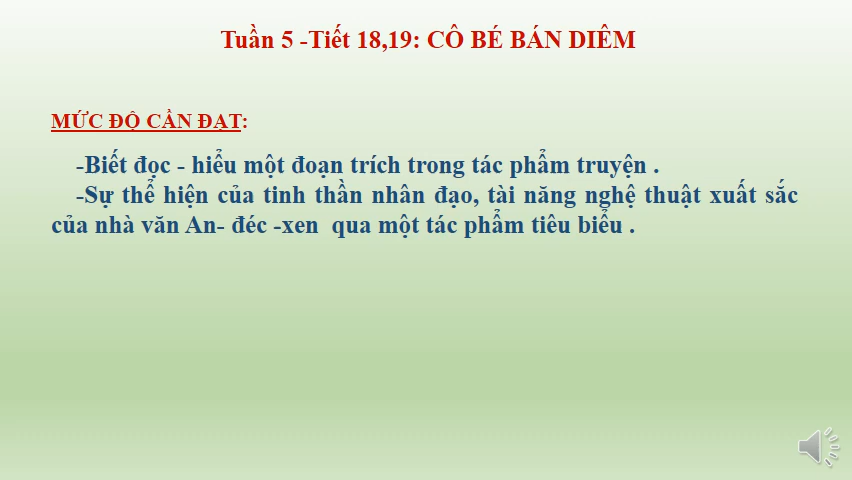 Tuần 5 -Tiết 18,19: CÔ BÉ BÁN DIÊM
MỨC ĐỘ CẦN ĐẠT:
-Biết đọc - hiểu một đoạn trích trong tác phẩm truyện .
-Sự thể hiện của tinh thần nhân đạo, tài năng nghệ thuật xuất sắc
của nhà văn An- đéc -xen qua một tác phẩm tiêu biểu .